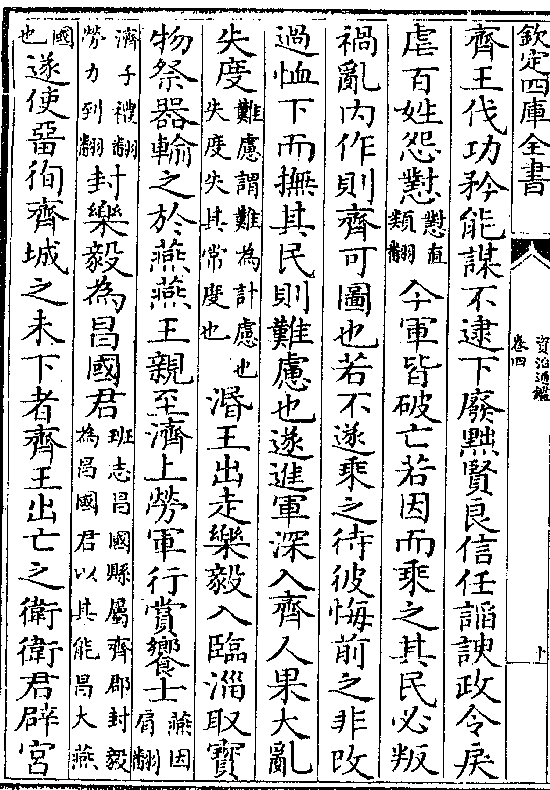 欽定四庫全書
資治通鑑
卷四
齊王伐功矜能謀不逮下廢黜賢良信任諂諛政令戾
虐百姓怨懟懟直類翻今軍皆破亡若因而乘之其民必叛
禍亂内作則齊可圖也若不遂乘之待彼悔前之非改
過恤下而撫其民則難慮也遂進軍深入齊人果大亂
失度難慮謂難為計慮也失度失其常度也湣王出走樂毅入臨淄取寶
物祭器輸之於燕燕王親至濟上勞軍行賞饗士燕因肩翻
濟子禮翻勞力到翻封樂毅為昌國君班志昌國縣屬齊郡封毅為昌國君以其能昌大燕
國也遂使畱徇齊城之未下者齊王出亡之衛衛君辟宮